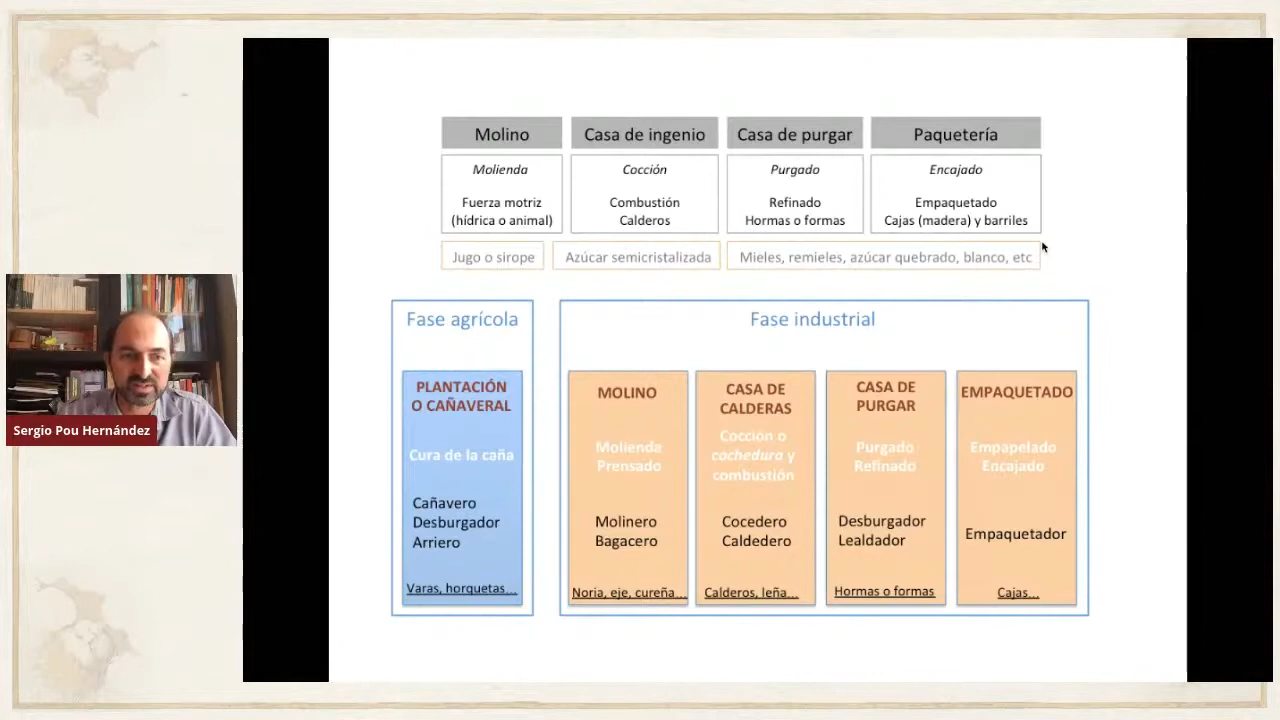 Molino
Casa de ingenio
Casa de purgar
Paquetería
Molienda
Fuerza motriz
(hídrica o animal)
Cocción
Combustión
Calderos
Purgado
Refinado
Hormas o formas
Encajado
Empaquetado
Cajas (madera) y barriles
Jugo o sirope
Azúcar semicristalizada
Mieles, remieles, azúcar quebrado, blanco, etc
Fase agrícola
PLANTACIÓN
O CAÑAVERAL
Cura de la caña
Cañavero
Desburgador
Arriero
Varas, horquetas...
Fase industrial
MOLINO
Molienda
Prensado
Molinero
Bagacero
Noria, eje, cureña...
CASA DE
CALDERAS
Cocción o
cochedura y
combustión
Cocedero
Caldedero
Calderos, leña...
CASA DE
PURGAR
Purgado
Refinado
Desburgador
Lealdador
Hormas o formas
EMPAQUETADO
Empapelado
Encajado
Empaquetador
Cajas...
Sergio Pou Hernández